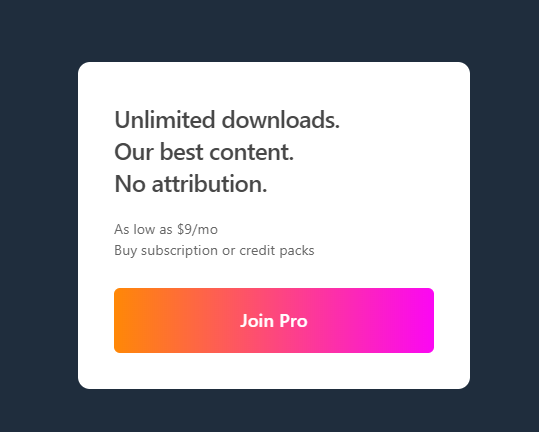 Unlimited downloads.
Our best content.
No attribution.
As low as $9/mo
Buy subscription or credit packs
Join Pro